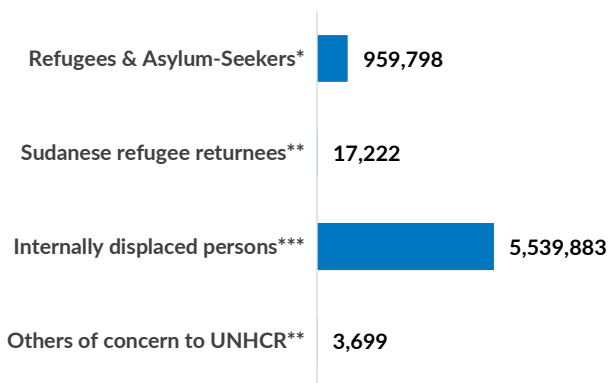 Refugees & Asylum-Seekers* 959,798
Sudanese refugee returnees** 17,222
Internally displaced persons*** 5,539,883
Others of concern to UNHCR** 3,699